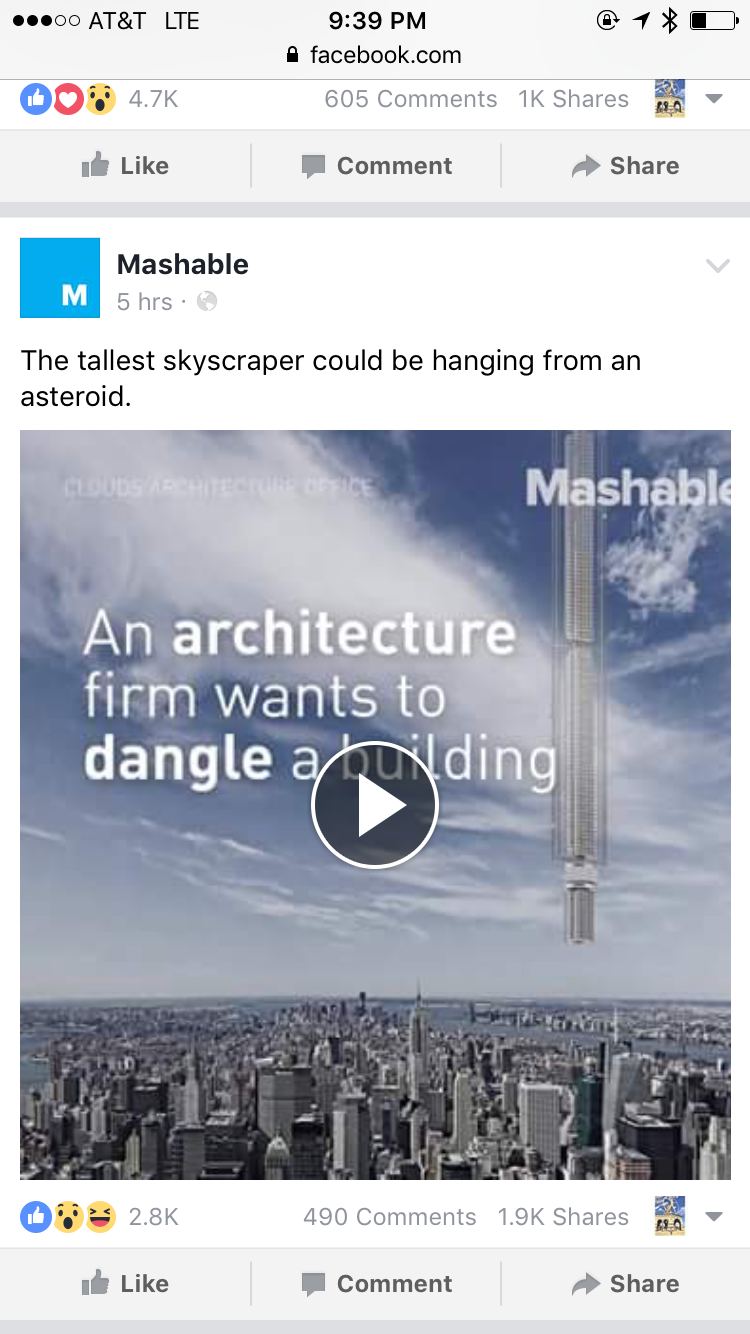 AT&T LTE 9:39 PM
facebook.com
4.7K 605 Comments 1K Shares
Like Comment Share
M
Mashable
5 hrs ·
The tallest skyscraper could be hanging from an
asteroid.
CLOUDS ARCHITECTURE OFFICE
Mashable
An architecture
firm wants to
dangle a building
2.8K 490 Comments 1.9K Shares
Like Comment Share